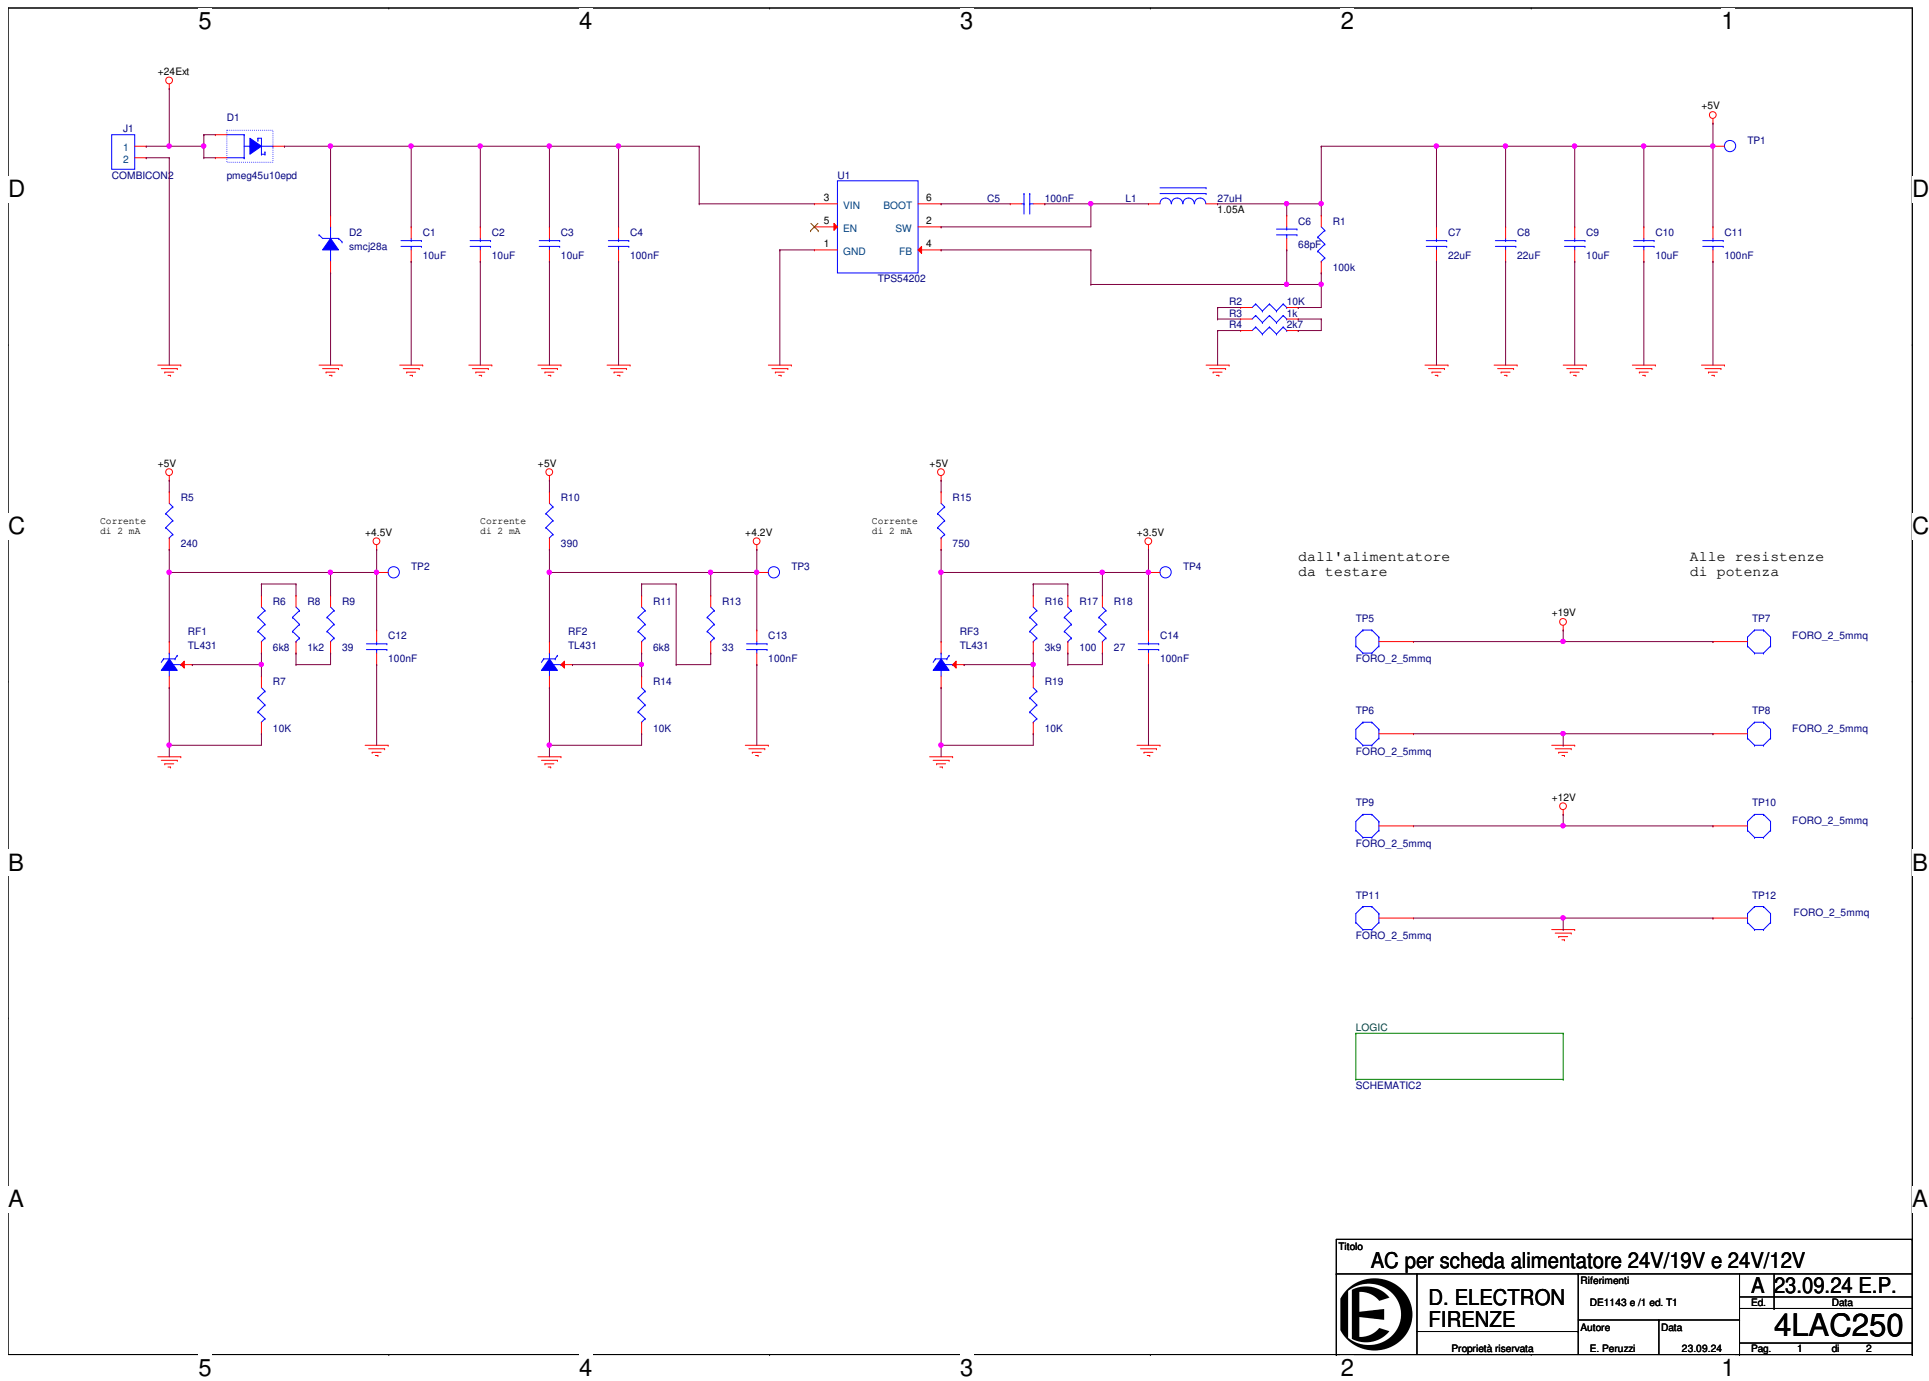 5 4 3 2 1
+24Ext
J1
1
2
COMBICON2
D1
pmeg45u10epd
+5V
TP1
D D
D2
smcj28a
C1
10uF
C2
10uF
C3
10uF
C4
100nF
U1
3 VIN BOOT 6
5 EN SW 2
1 GND FB 4
TPS54202
C5 100nF
L1 27uH
1.05A
C6
68pF
R1
100k
R2 10K
R3 1k
R4 2k7
C7
22uF
C8
22uF
C9
10uF
C10
10uF
C11
100nF
C C
+5V
R5
240
Corrente
di 2 mA
+4.5V
TP2
R6
6k8
R8
1k2
R9
39
RF1
TL431
C12
100nF
R7
10K
+5V
R10
390
Corrente
di 2 mA
+4.2V
TP3
R11
6k8
R13
33
RF2
TL431
C13
100nF
R14
10K
+5V
R15
750
Corrente
di 2 mA
+3.5V
TP4
R16
3k9
R17
100
R18
27
RF3
TL431
C14
100nF
R19
10K
dall'alimentatore
da testare
Alle resistenze
di potenza
TP5
FORO_2_5mmq
+19V
TP7
FORO_2_5mmq
TP6
FORO_2_5mmq
TP8
FORO_2_5mmq
B B
TP9
FORO_2_5mmq
+12V
TP10
FORO_2_5mmq
TP11
FORO_2_5mmq
TP12
FORO_2_5mmq
LOGIC
SCHEMATIC2
A A
Titolo
AC per scheda alimentatore 24V/19V e 24V/12V
E
D. ELECTRON
FIRENZE
Proprietà riservata
Riferimenti
DE1143 e /1 ed. T1
Autore
E. Peruzzi
Data
23.09.24
A 23.09.24 E.P.
Ed. Data
4LAC250
Pag. 1 di 2
5 4 3 2 1